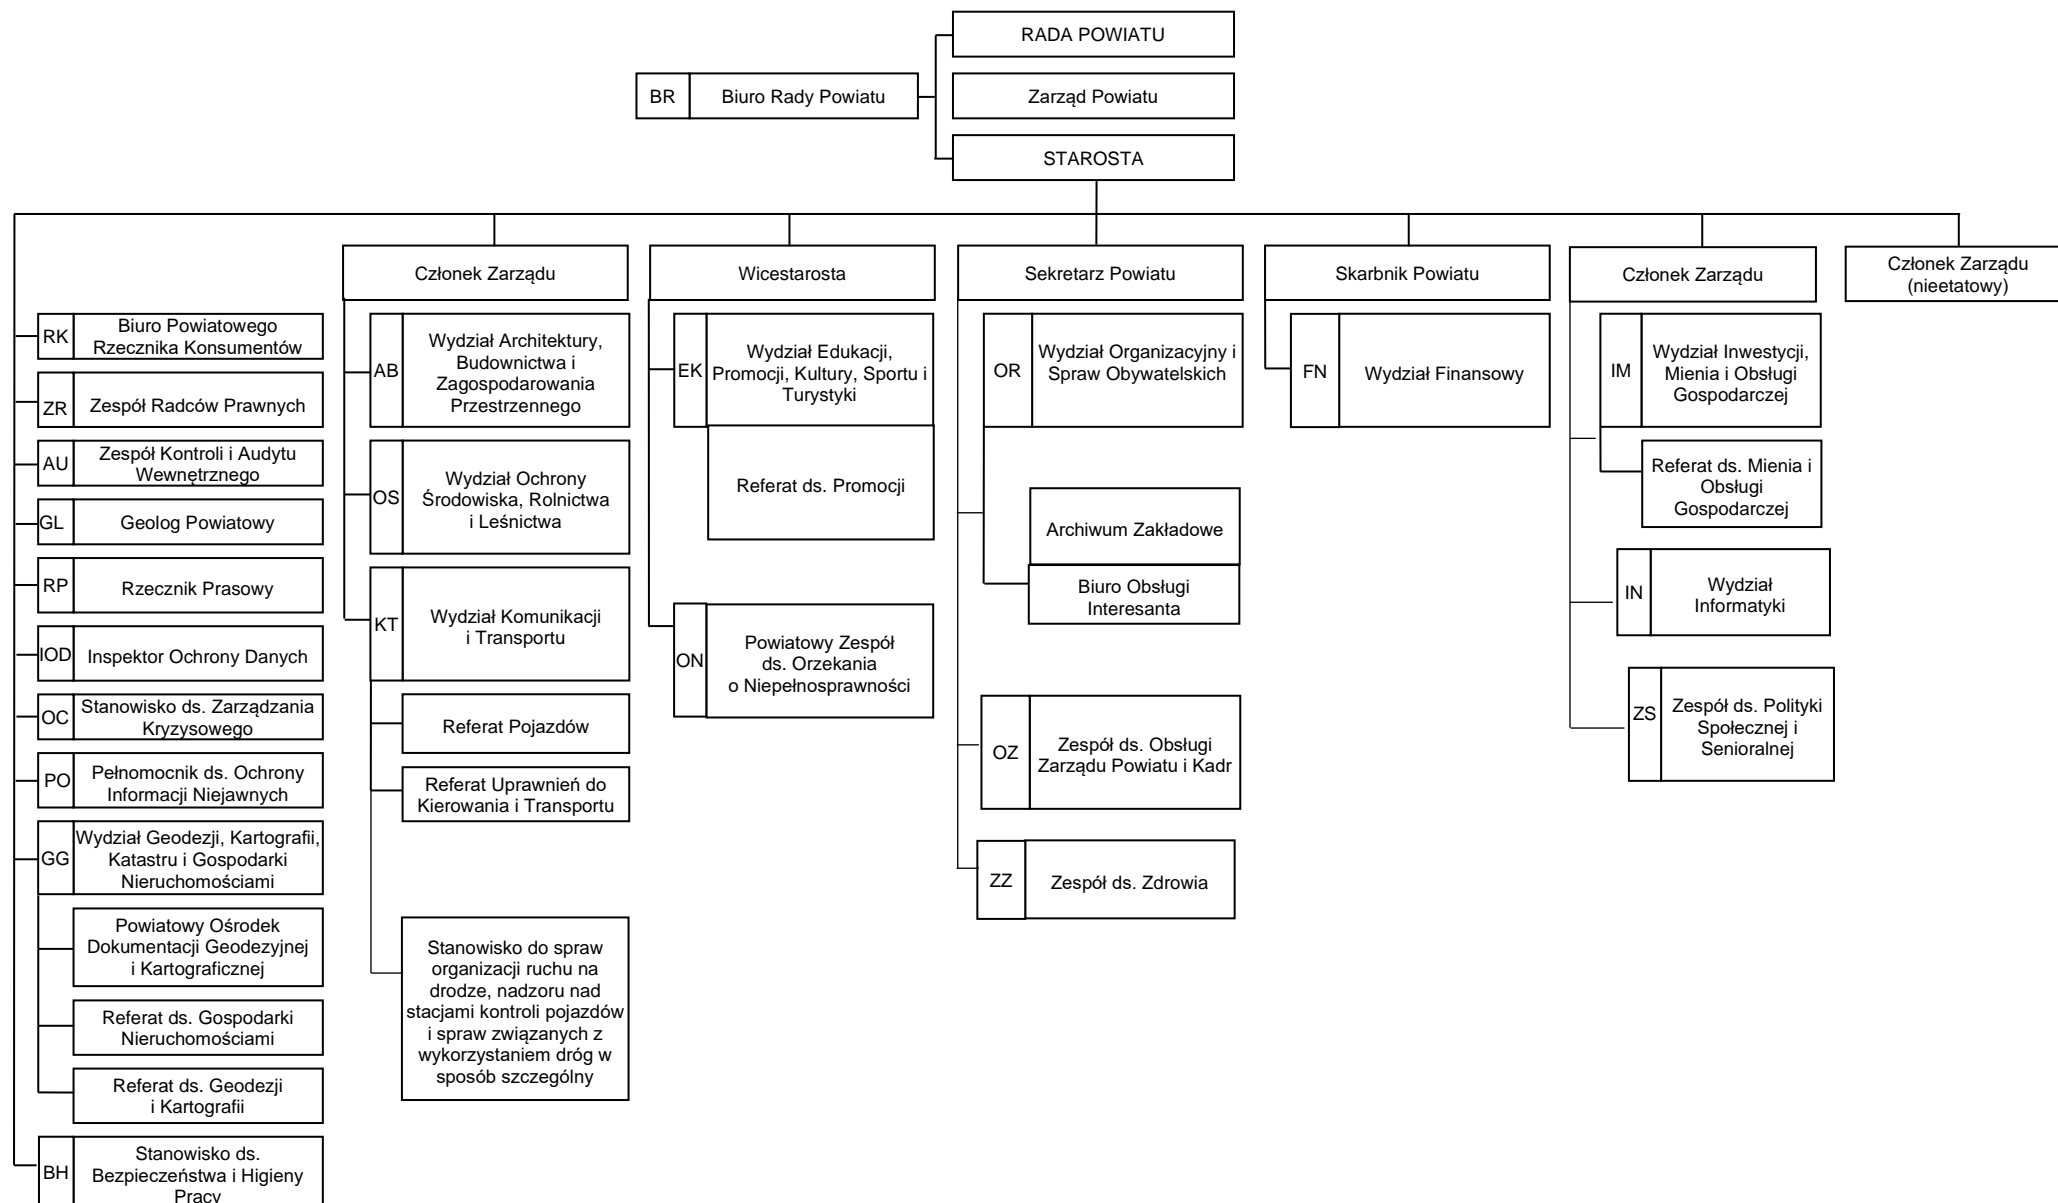 RADA POWIATU
BR
Biuro Rady Powiatu
Zarząd Powiatu
STAROSTA
RK
Biuro Powiatowego
Rzecznika Konsumentów
ZR
Zespół Radców Prawnych
AU
Zespół Kontroli i Audytu
Wewnętrznego
GL
Geolog Powiatowy
RP
Rzecznik Prasowy
IOD
Inspektor Ochrony Danych
OC
Stanowisko ds. Zarządzania
Kryzysowego
PO
Pełnomocnik ds. Ochrony
Informacji Niejawnych
GG
Wydział Geodezji, Kartografii,
Katastru i Gospodarki
Nieruchomościami
Powiatowy Ośrodek
Dokumentacji Geodezyjnej
i Kartograficznej
Referat ds. Gospodarki
Nieruchomościami
Referat ds. Geodezji
i Kartografii
BH
Stanowisko ds.
Bezpieczeństwa i Higieny
Pracy
Członek Zarządu
AB
Wydział Architektury,
Budownictwa i
Zagospodarowania
Przestrzennego
OS
Wydział Ochrony
Środowiska, Rolnictwa
i Leśnictwa
KT
Wydział Komunikacji
i Transportu
Referat Pojazdów
Referat Uprawnień do
Kierowania i Transportu
Stanowisko do spraw
organizacji ruchu na
drodze, nadzoru nad
stacjami kontroli pojazdów
i spraw związanych z
wykorzystaniem dróg w
sposób szczególny
Wicestarosta
EK
Wydział Edukacji,
Promocji, Kultury, Sportu i
Turystyki
Referat ds. Promocji
ON
Powiatowy Zespół
ds. Orzekania
o Niepełnosprawności
Sekretarz Powiatu
OR
Wydział Organizacyjny i
Spraw Obywatelskich
Archiwum Zakładowe
Biuro Obsługi
Interesanta
OZ
Zespół ds. Obsługi
Zarządu Powiatu i Kadr
ZZ
Zespół ds. Zdrowia
Skarbnik Powiatu
FN
Wydział Finansowy
Członek Zarządu
IM
Wydział Inwestycji,
Mienia i Obsługi
Gospodarczej
Referat ds. Mienia i
Obsługi
Gospodarczej
IN
Wydział
Informatyki
ZS
Zespół ds. Polityki
Społecznej i
Senioralnej
Członek Zarządu
(nieetatowy)